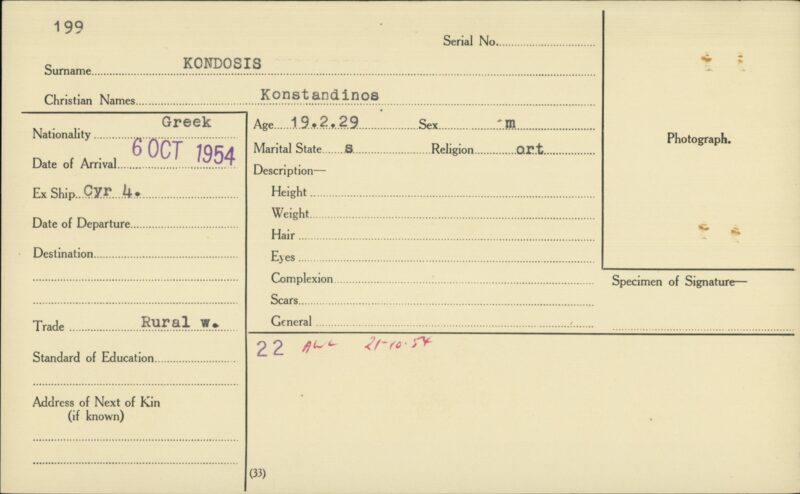 199
Serial No.
Surname KONDOSIS
Christian Names Konstandinos
Nationality Greek
Date of Arrival 6 OCT 1954
Ex Ship Cyr 4.
Date of Departure
Destination
Trade Rural w.
Standard of Education
Address of Next of Kin
(if known)
Age 19.2.29 Sex m
Marital State s Religion ort
Description—
Height
Weight
Hair
Eyes
Complexion
Scars
General
22 AWL 21-10-54
(33)
Photograph.
Specimen of Signature—